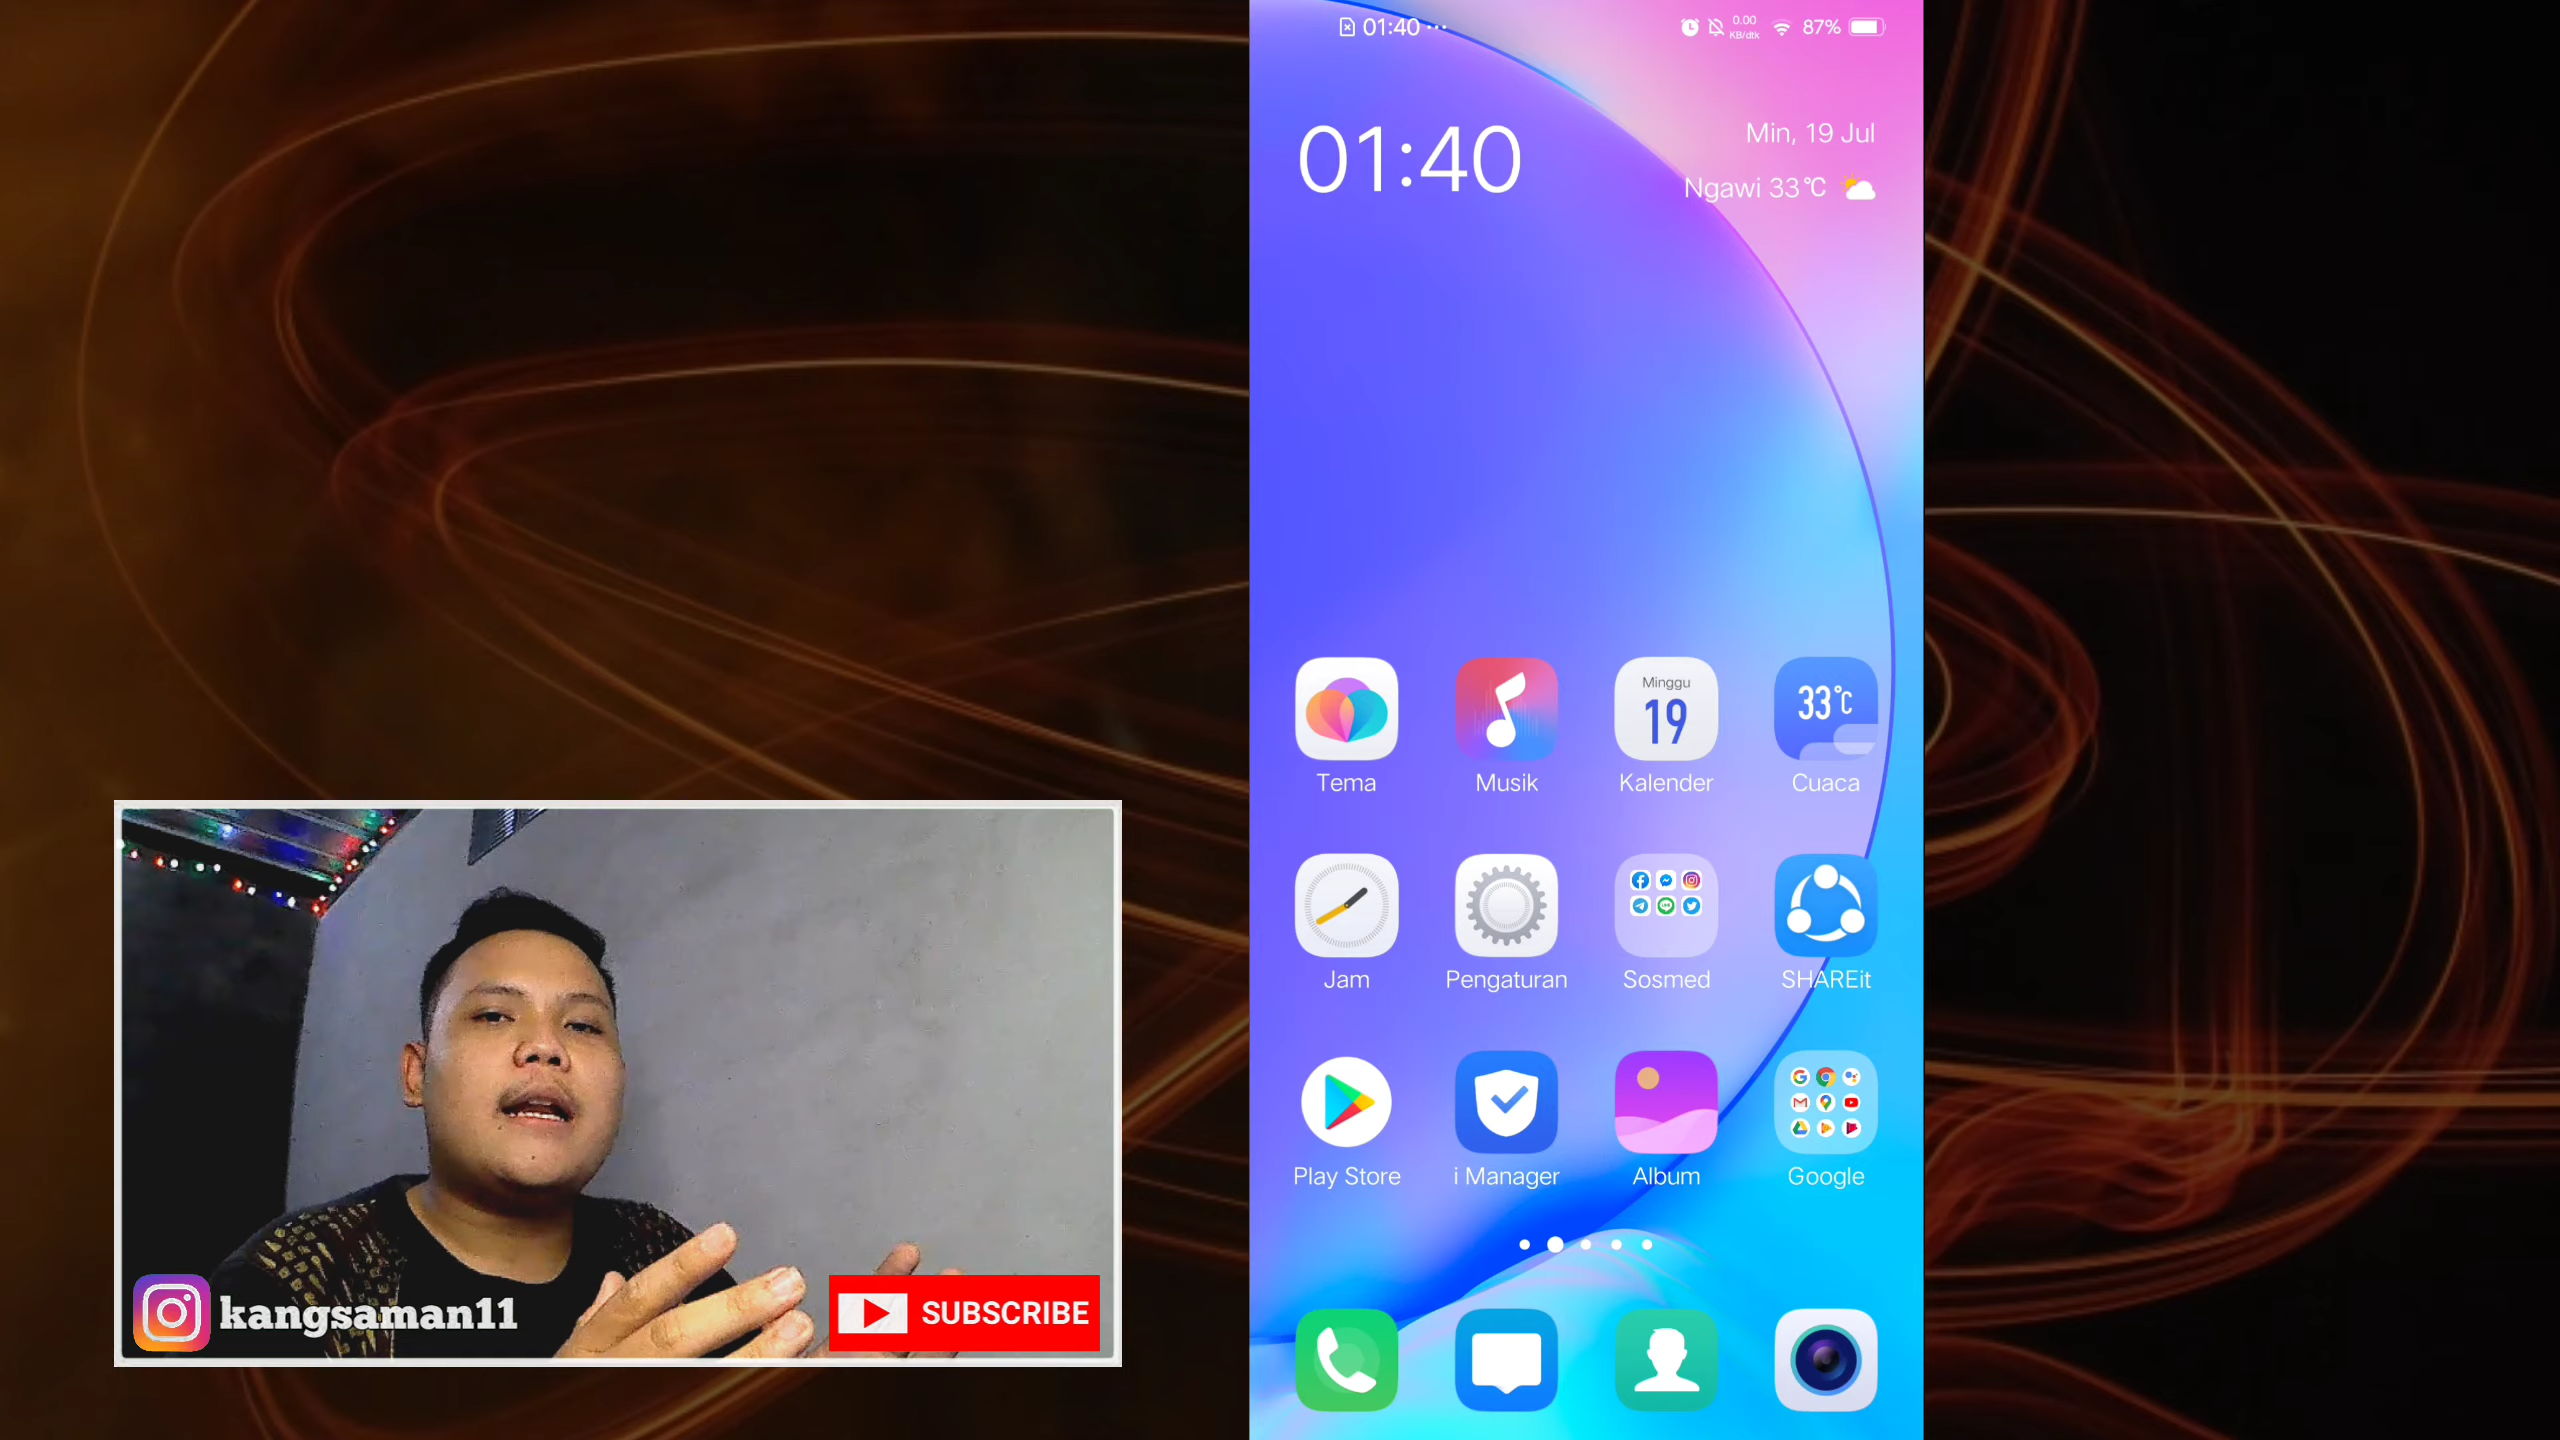 01:40 ...
0.00
KB/dtk
87%
01:40
Min, 19 Jul
Ngawi 33°C
Minggu
19
33°C
Tema
Musik
Kalender
Cuaca
Jam
Pengaturan
Sosmed
SHAREit
Play Store
i Manager
Album
Google
kangsaman11
SUBSCRIBE